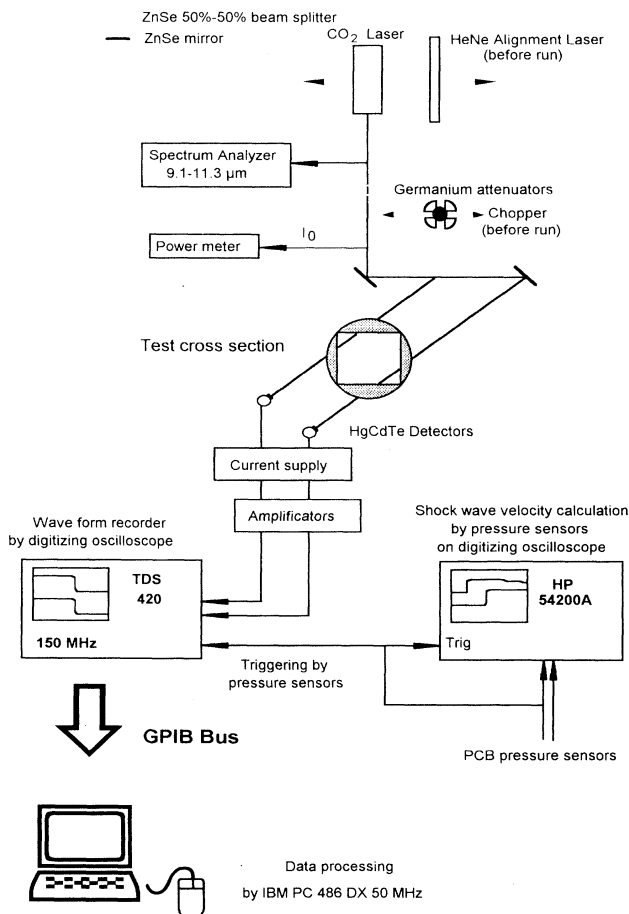 ZnSe 50%-50% beam splitter
ZnSe mirror
CO2 Laser
HeNe Alignment Laser
(before run)
Spectrum Analyzer
9.1-11.3 µm
Germanium attenuators
Chopper
(before run)
I0
Power meter
Test cross section
HgCdTe Detectors
Current supply
Amplificators
Wave form recorder
by digitizing oscilloscope
TDS
420
150 MHz
Shock wave velocity calculation
by pressure sensors
on digitizing oscilloscope
HP
54200A
Trig
Triggering by
pressure sensors
GPIB Bus
PCB pressure sensors
Data processing
by IBM PC 486 DX 50 MHz